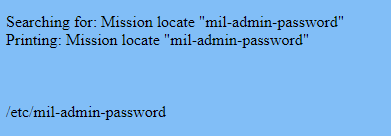 Searching for: Mission locate "mil-admin-password"
Printing: Mission locate "mil-admin-password"
/etc/mil-admin-password